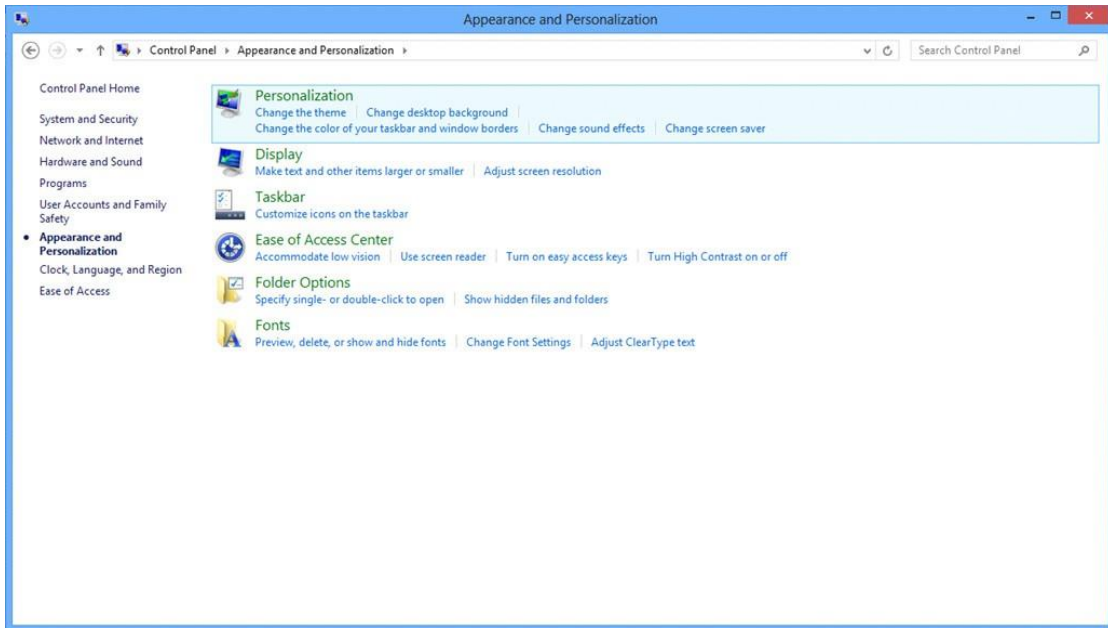 Appearance and Personalization
Control Panel Appearance and Personalization
Search Control Panel
Control Panel Home
System and Security
Network and Internet
Hardware and Sound
Programs
User Accounts and Family
Safety
Appearance and
Personalization
Clock, Language, and Region
Ease of Access
Personalization
Change the theme Change desktop background
Change the color of your taskbar and window borders Change sound effects Change screen saver
Display
Make text and other items larger or smaller Adjust screen resolution
Taskbar
Customize icons on the taskbar
Ease of Access Center
Accommodate low vision Use screen reader Turn on easy access keys Turn High Contrast on or off
Folder Options
Specify single- or double-click to open Show hidden files and folders
Fonts
Preview, delete, or show and hide fonts Change Font Settings Adjust ClearType text